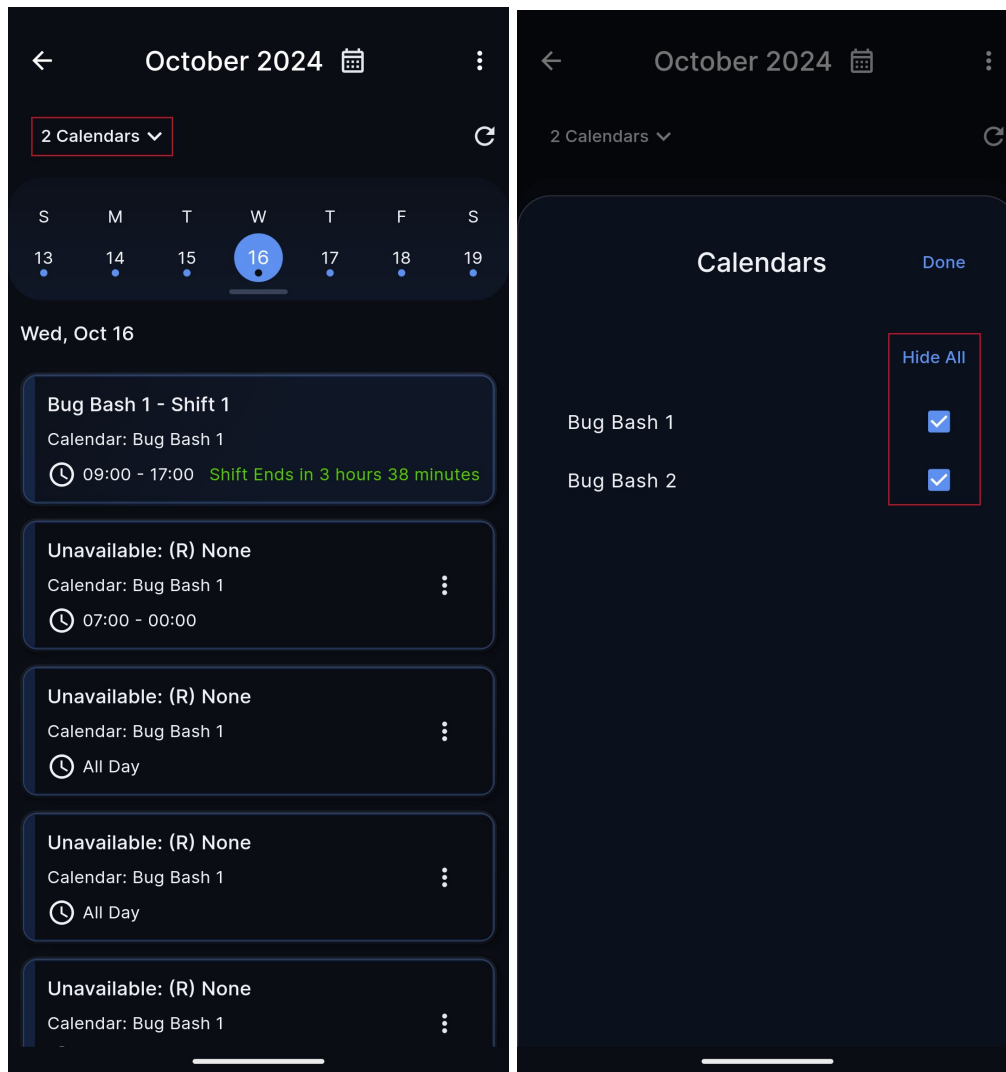 October 2024
2 Calendars
S M T W T F S
13 14 15 16 17 18 19
Wed, Oct 16
Bug Bash 1 - Shift 1
Calendar: Bug Bash 1
09:00 - 17:00 Shift Ends in 3 hours 38 minutes
Unavailable: (R) None
Calendar: Bug Bash 1
07:00 - 00:00
Unavailable: (R) None
Calendar: Bug Bash 1
All Day
Unavailable: (R) None
Calendar: Bug Bash 1
All Day
Unavailable: (R) None
Calendar: Bug Bash 1
October 2024
2 Calendars
Calendars Done
Hide All
Bug Bash 1
Bug Bash 2